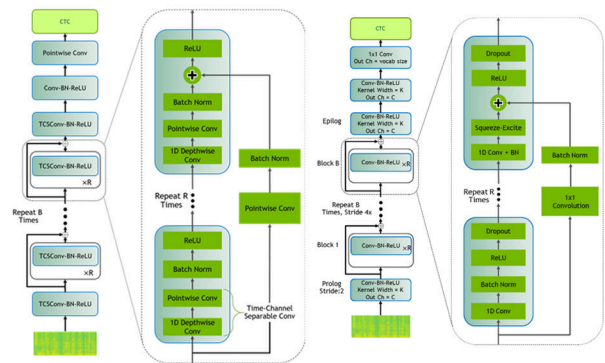 CTC
Pointwise Conv
Conv-BN-ReLU
TCSConv-BN-ReLU
TCSConv-BN-ReLU
×R
Repeat B
Times
TCSConv-BN-ReLU
×R
TCSConv-BN-ReLU
ReLU
Batch Norm
Pointwise Conv
1D Depthwise
Conv
Batch Norm
Repeat R
Times
Pointwise Conv
ReLU
Batch Norm
Pointwise Conv
1D Depthwise
Conv
Time-Channel
Separable Conv
CTC
1x1 Conv
Out Ch = vocab size
Conv-BN-ReLU
Kernel Width = K
Out Ch = C
Epilog
Conv-BN-ReLU
Kernel Width = K
Out Ch = C
Block B
Conv-BN-ReLU
×R
Repeat B
Times, Stride 4x
Block 1
Conv-BN-ReLU
×R
Prolog
Stride:2
Conv-BN-ReLU
Kernel Width = K
Out Ch = C
Dropout
ReLU
Squeeze-Excite
1D Conv + BN
Batch Norm
Repeat R
Times
1x1
Convolution
Dropout
ReLU
Batch Norm
1D Conv